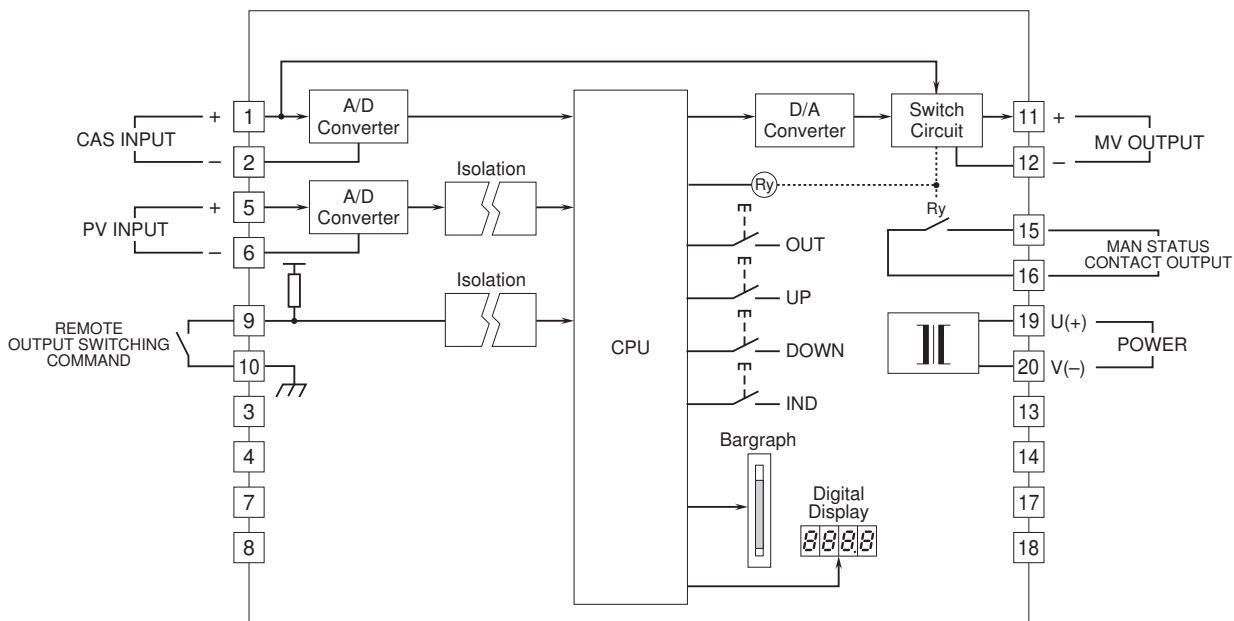 CAS INPUT
+
–
1
2
A/D
Converter
PV INPUT
+
–
5
6
A/D
Converter
Isolation
REMOTE
OUTPUT SWITCHING
COMMAND
9
10
Isolation
3
4
7
8
CPU
D/A
Converter
Switch
Circuit
11
+
12
–
MV OUTPUT
Ry
Ry
OUT
UP
DOWN
IND
15
16
MAN STATUS
CONTACT OUTPUT
19
U(+)
20
V(–)
POWER
13
14
17
18
Bargraph
Digital
Display
888.8